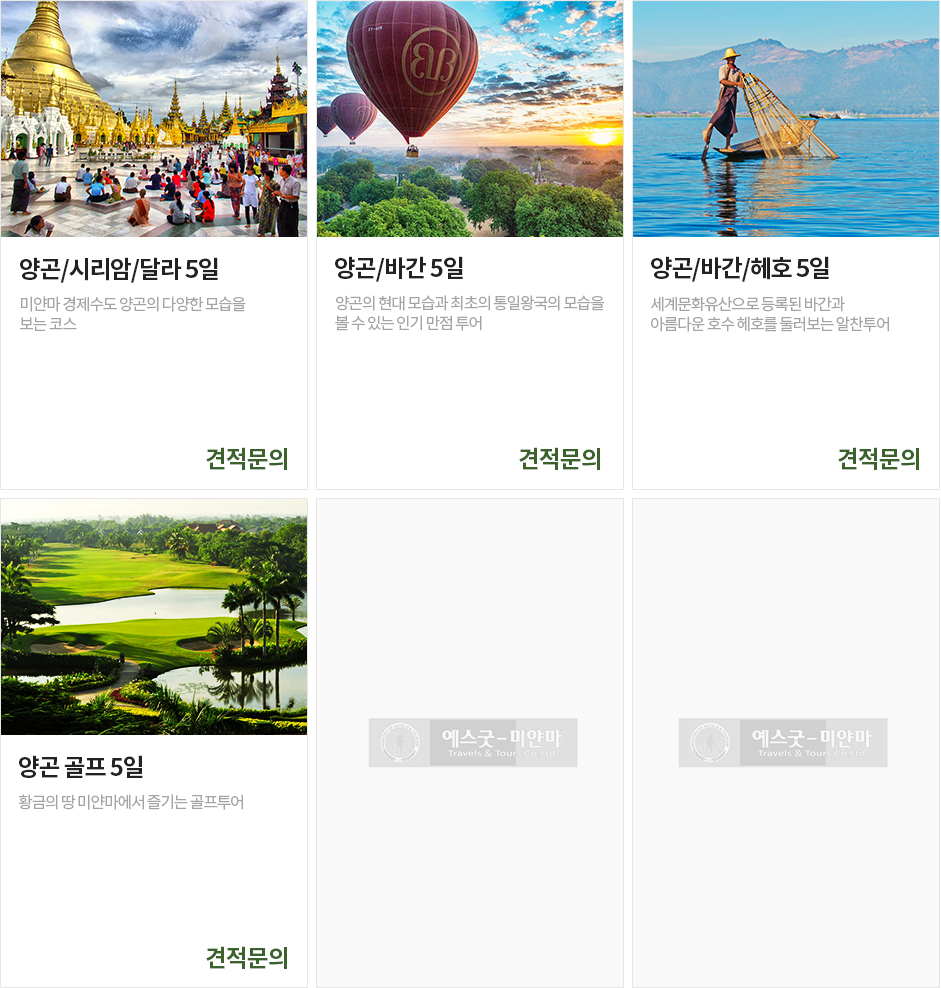 양곤/시리암/달라 5일
미얀마 경제수도 양곤의 다양한 모습을
보는 코스
견적문의
양곤/바간 5일
양곤의 현대 모습과 최초의 통일왕국의 모습을
볼 수 있는 인기 만점 투어
견적문의
양곤/바간/헤호 5일
세계문화유산으로 등록된 바간과
아름다운 호수 헤호를 둘러보는 알찬투어
견적문의
양곤 골프 5일
황금의 땅 미얀마에서 즐기는 골프투어
견적문의
예스굿-미얀마
Travels & Tours Co.ltd
예스굿-미얀마
Travels & Tours Co.ltd